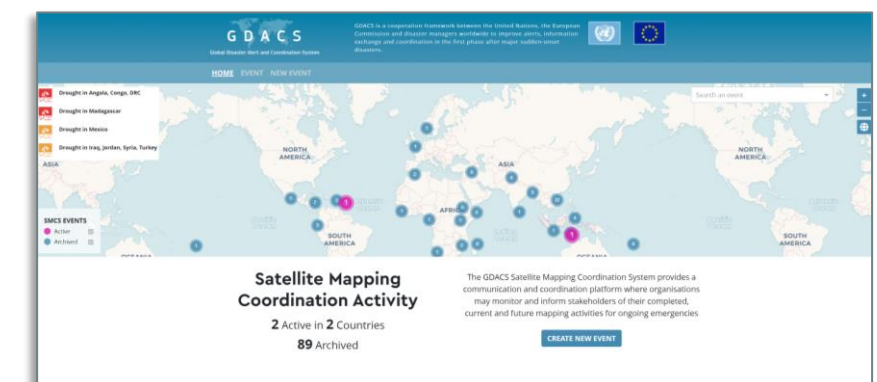 GDACS
Global Disaster Alert and Coordination System
GDACS is a cooperation framework between the United Nations, the European
Commission and disaster managers worldwide to improve alerts, information
exchange and coordination in the first phase after major sudden-onset
disasters.
HOME EVENT NEW EVENT
Drought in Angola, Congo, DRC
Drought in Madagascar
Drought in Mexico
Drought in Iraq, Jordan, Syria, Turkey
Search an event
+
−
ASIA
NORTH
AMERICA
ASIA
NORTH
AMERICA
AFRICA
SOUTH
AMERICA
SOUTH
AMERICA
SMCS EVENTS
Active
Archived
Satellite Mapping
Coordination Activity
2 Active in 2 Countries
89 Archived
The GDACS Satellite Mapping Coordination System provides a
communication and coordination platform where organisations
may monitor and inform stakeholders of their completed,
current and future mapping activities for ongoing emergencies
CREATE NEW EVENT